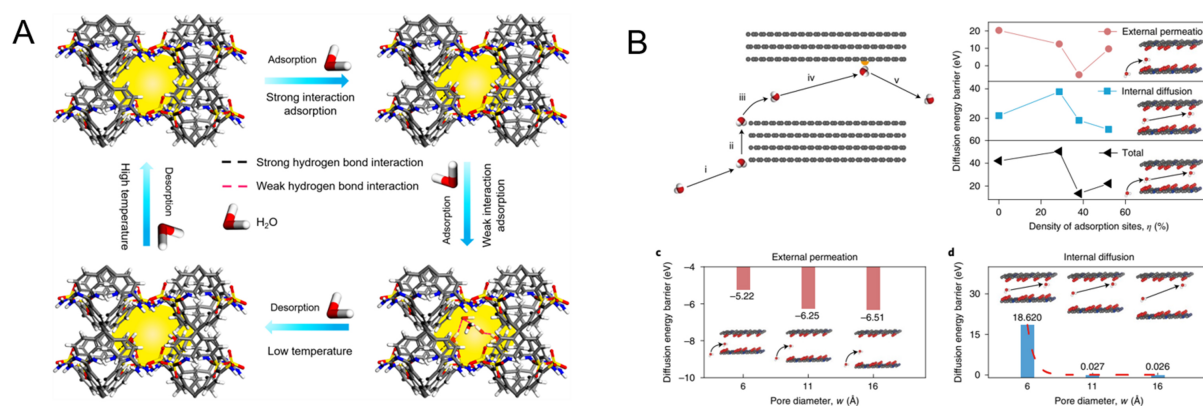 A
Adsorption
Strong interaction
adsorption
Strong hydrogen bond interaction
Weak hydrogen bond interaction
H₂O
High temperature
Desorption
Adsorption
Weak interaction
adsorption
Desorption
Low temperature
B
i
ii
iii
iv
v
Diffusion energy barrier (eV)
20
10
0
External permeation
40
20
Internal diffusion
60
40
20
Total
0
20
40
60
Density of adsorption sites, η (%)
c
External permeation
Diffusion energy barrier (eV)
−4
−6
−8
−10
−5.22
−6.25
−6.51
6
11
16
Pore diameter, w (Å)
d
Internal diffusion
Diffusion energy barrier (eV)
45
30
15
0
18.620
0.027
0.026
6
11
16
Pore diameter, w (Å)